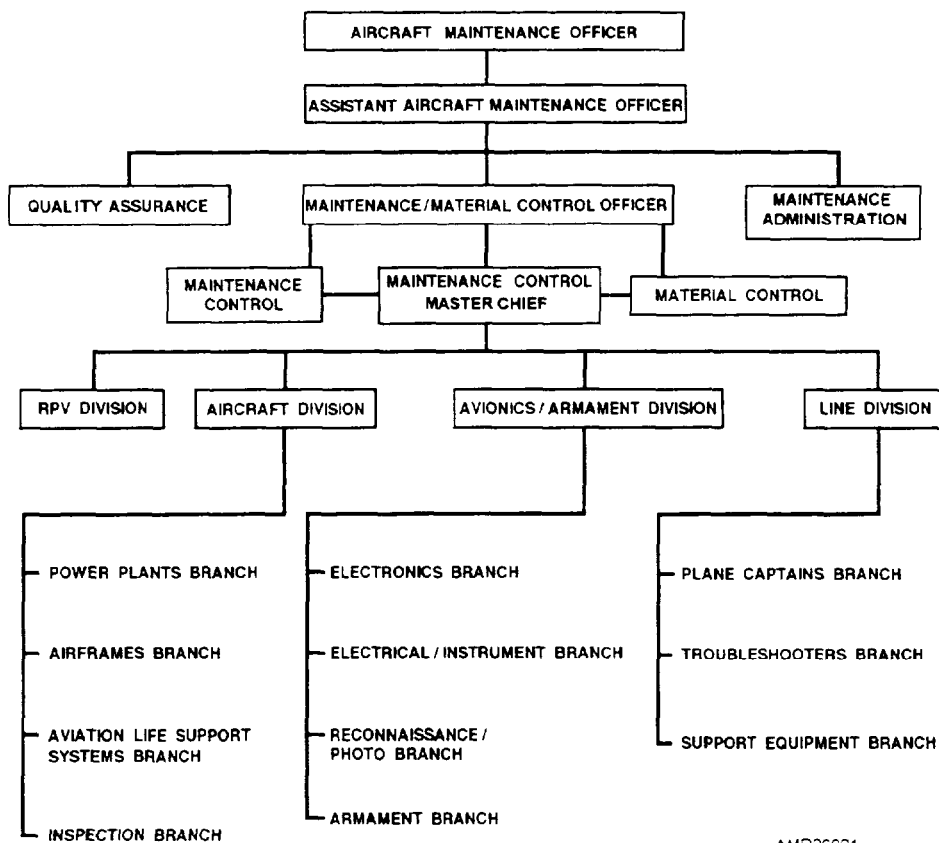 AIRCRAFT MAINTENANCE OFFICER
ASSISTANT AIRCRAFT MAINTENANCE OFFICER
QUALITY ASSURANCE
MAINTENANCE/MATERIAL CONTROL OFFICER
MAINTENANCE
ADMINISTRATION
MAINTENANCE
CONTROL
MAINTENANCE CONTROL
MASTER CHIEF
MATERIAL CONTROL
RPV DIVISION
AIRCRAFT DIVISION
AVIONICS/ARMAMENT DIVISION
LINE DIVISION
POWER PLANTS BRANCH
AIRFRAMES BRANCH
AVIATION LIFE SUPPORT
SYSTEMS BRANCH
INSPECTION BRANCH
ELECTRONICS BRANCH
ELECTRICAL/INSTRUMENT BRANCH
RECONNAISSANCE/
PHOTO BRANCH
ARMAMENT BRANCH
PLANE CAPTAINS BRANCH
TROUBLESHOOTERS BRANCH
SUPPORT EQUIPMENT BRANCH